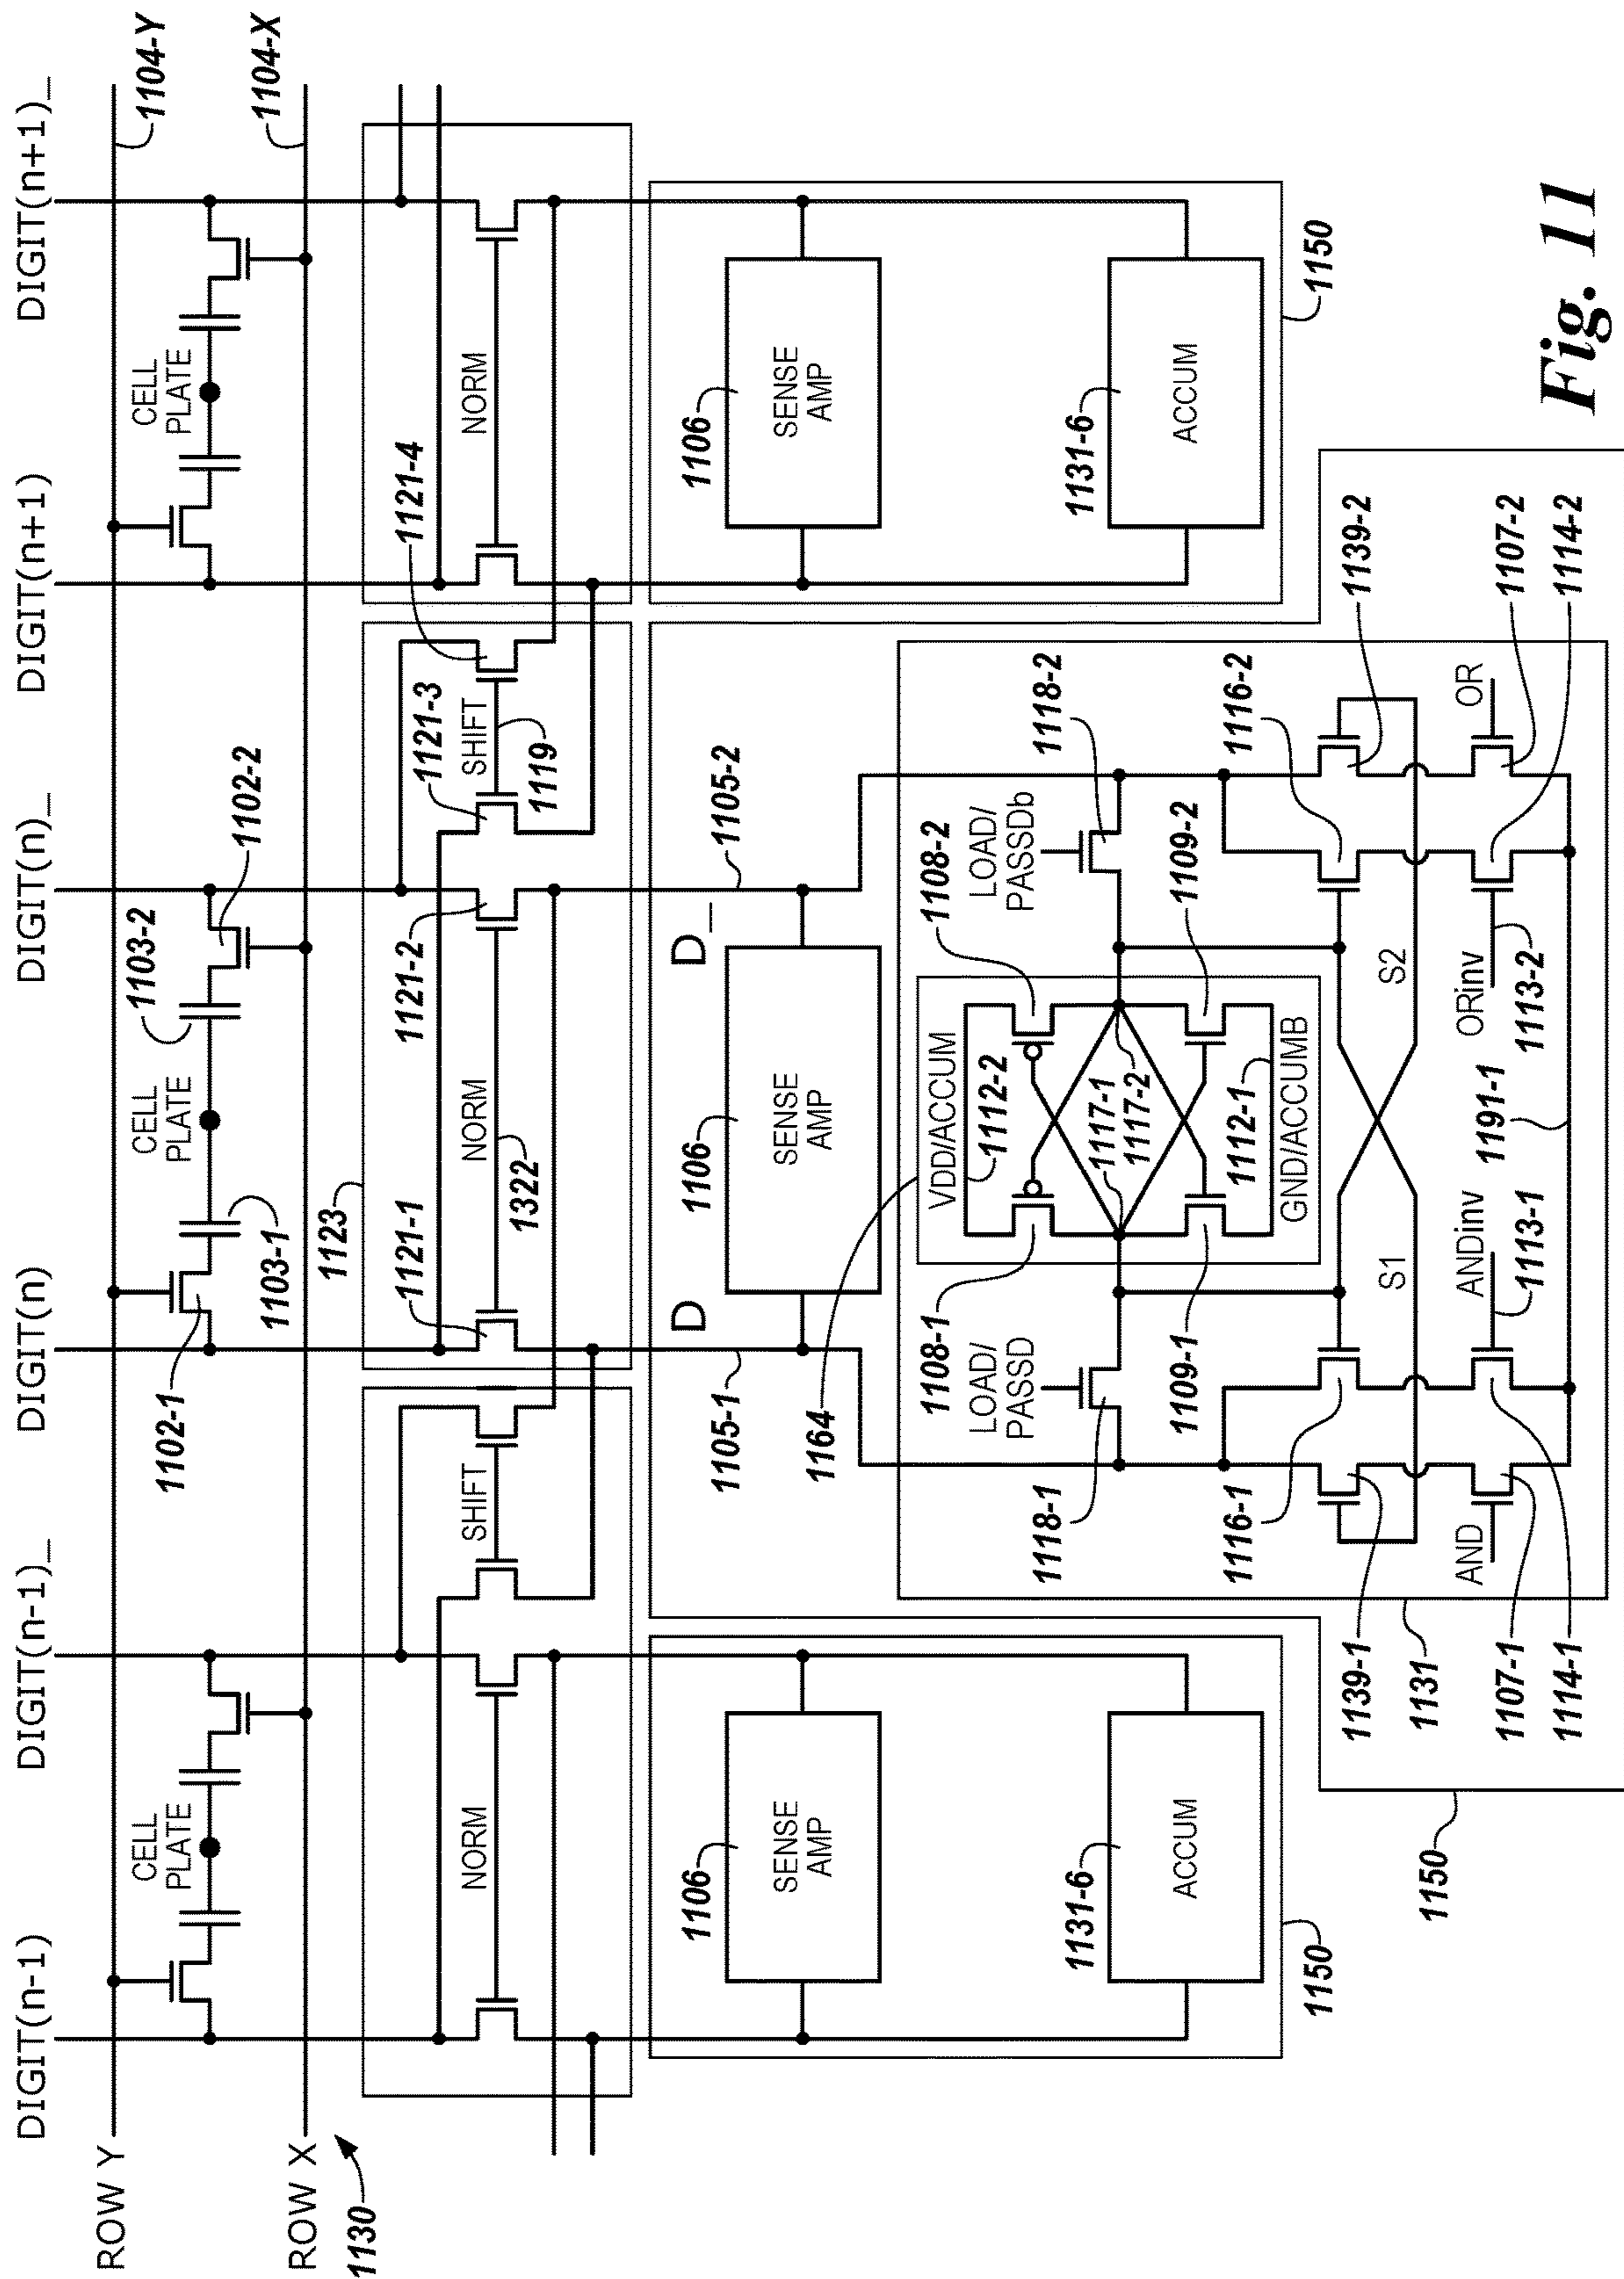 DIGIT(n-1)
DIGIT(n-1)_
DIGIT(n)
DIGIT(n)_
DIGIT(n+1)
DIGIT(n+1)_
ROW Y
1104-Y
CELL
PLATE
CELL
PLATE
CELL
PLATE
1102-1
1103-1
1103-2
1102-2
ROW X
1104-X
1130
1123
NORM
SHIFT
1121-1
NORM
1322
1121-2
1121-3
SHIFT
1119
1121-4
NORM
1105-1
D
D_
1105-2
1106
SENSE
AMP
1106
SENSE
AMP
1106
SENSE
AMP
1131-6
ACCUM
1150
1131-6
ACCUM
1150
1164
VDD/ACCUM
1112-2
1108-1
1108-2
LOAD/
PASSD
LOAD/
PASSDb
1118-1
1118-2
1117-1
1117-2
1109-1
1109-2
1112-1
GND/ACCUMB
1116-1
1116-2
S1
S2
1139-1
1139-2
1131
AND
ANDinv
1113-1
ORinv
1113-2
OR
1107-1
1107-2
1114-1
1114-2
1191-1
1150
Fig. 11